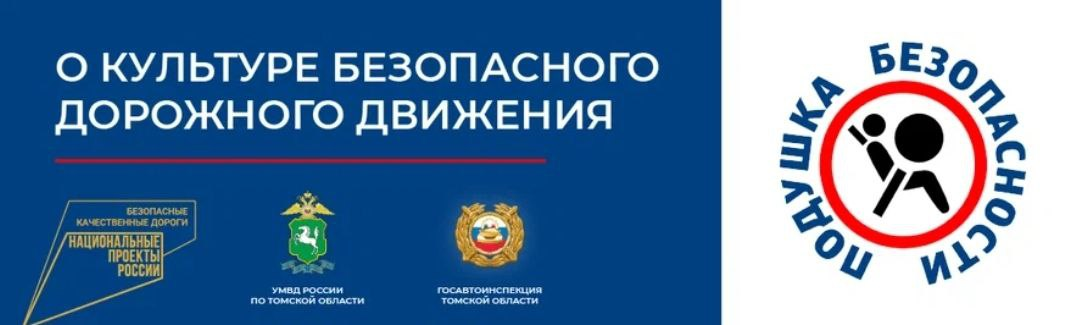 О КУЛЬТУРЕ БЕЗОПАСНОГО
ДОРОЖНОГО ДВИЖЕНИЯ
БЕЗОПАСНЫЕ
КАЧЕСТВЕННЫЕ ДОРОГИ
НАЦИОНАЛЬНЫЕ
ПРОЕКТЫ
РОССИИ
УМВД РОССИИ
ПО ТОМСКОЙ ОБЛАСТИ
ГОСАВТОИНСПЕКЦИЯ
ТОМСКОЙ ОБЛАСТИ
ПОДУШКА БЕЗОПАСНОСТИ